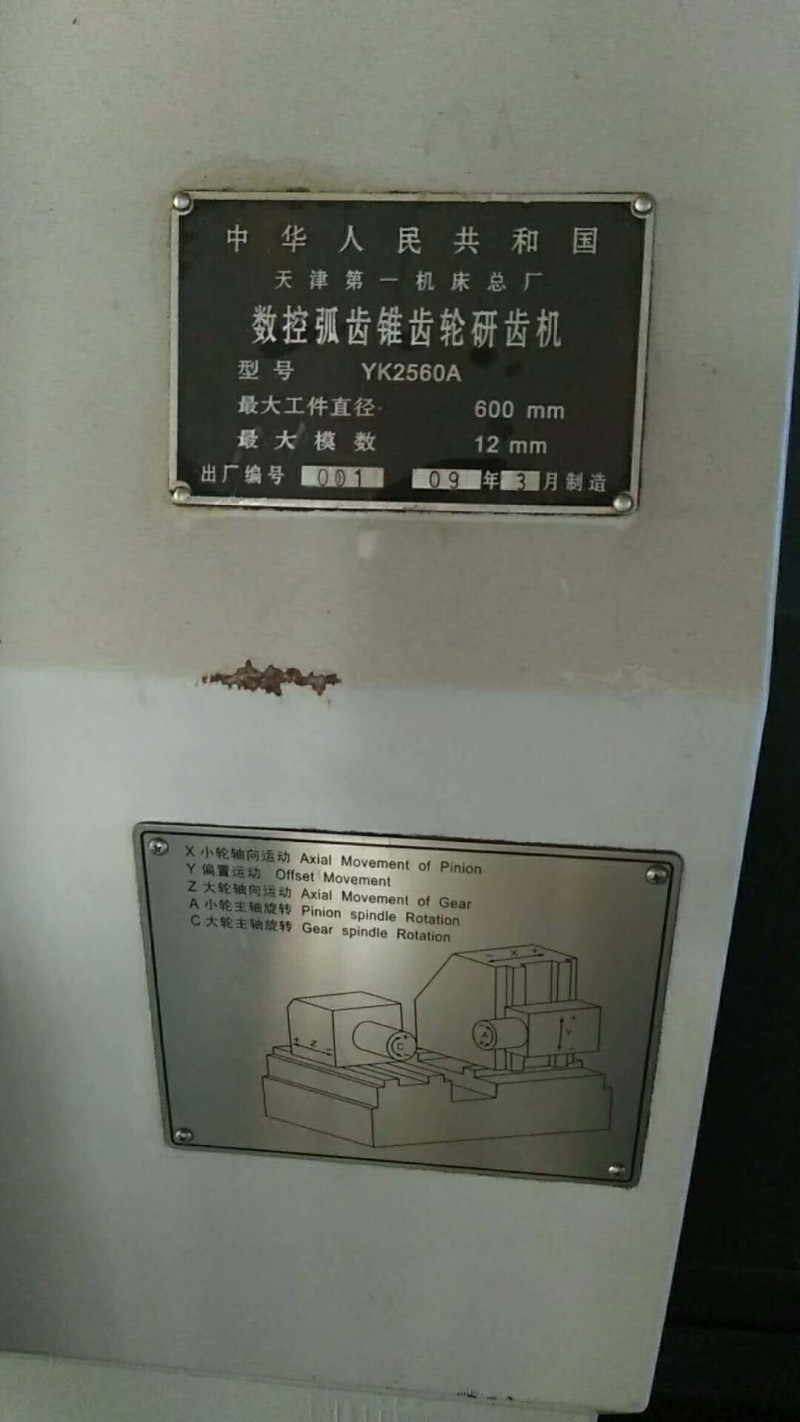 中华人民共和国
天津第一机床总厂
数控弧齿锥齿轮研齿机
型号 YK2560A
最大工件直径 600 mm
最大模数 12 mm
出厂编号 001 09 年 3 月制造
X 小轮轴向运动 Axial Movement of Pinion
Y 偏置运动 Offset Movement
Z 大轮轴向运动 Axial Movement of Gear
A 小轮主轴旋转 Pinion spindle Rotation
C 大轮主轴旋转 Gear spindle Rotation
- X +
+ Z -
C
A
+
Y
-